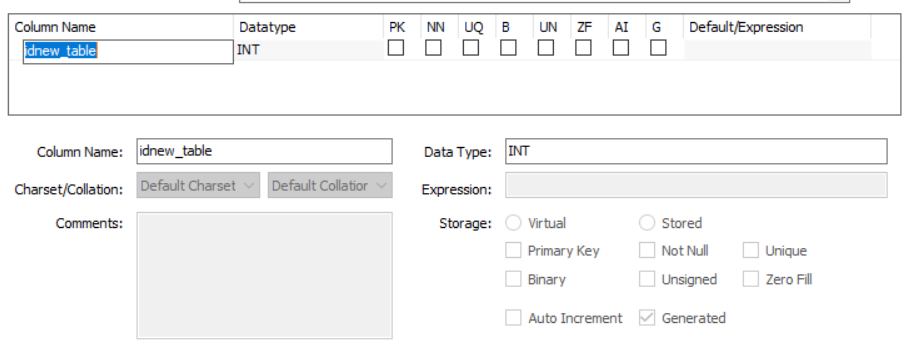 Column Name Datatype PK NN UQ B UN ZF AI G Default/Expression
idnew_table INT
Column Name: idnew_table Data Type: INT
Charset/Collation: Default Charset Default Collation Expression:
Comments: Storage: Virtual Stored
Primary Key Not Null Unique
Binary Unsigned Zero Fill
Auto Increment Generated